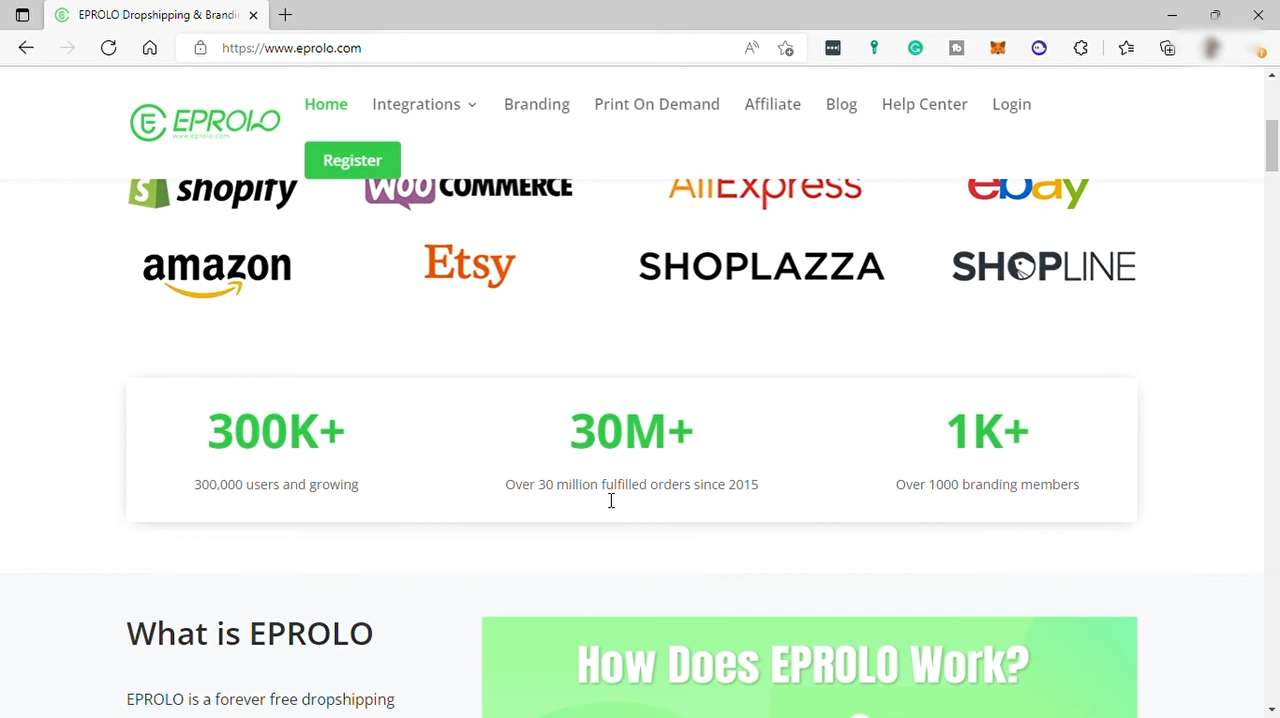 EPROLO Dropshipping & Brandin
https://www.eprolo.com
EPROLO
www.eprolo.com
Home
Integrations
Branding
Print On Demand
Affiliate
Blog
Help Center
Login
Register
shopify
WOO COMMERCE
AliExpress
ebay
amazon
Etsy
SHOPLAZZA
SHOPLINE
300K+
30M+
1K+
300,000 users and growing
Over 30 million fulfilled orders since 2015
Over 1000 branding members
What is EPROLO
How Does EPROLO Work?
EPROLO is a forever free dropshipping